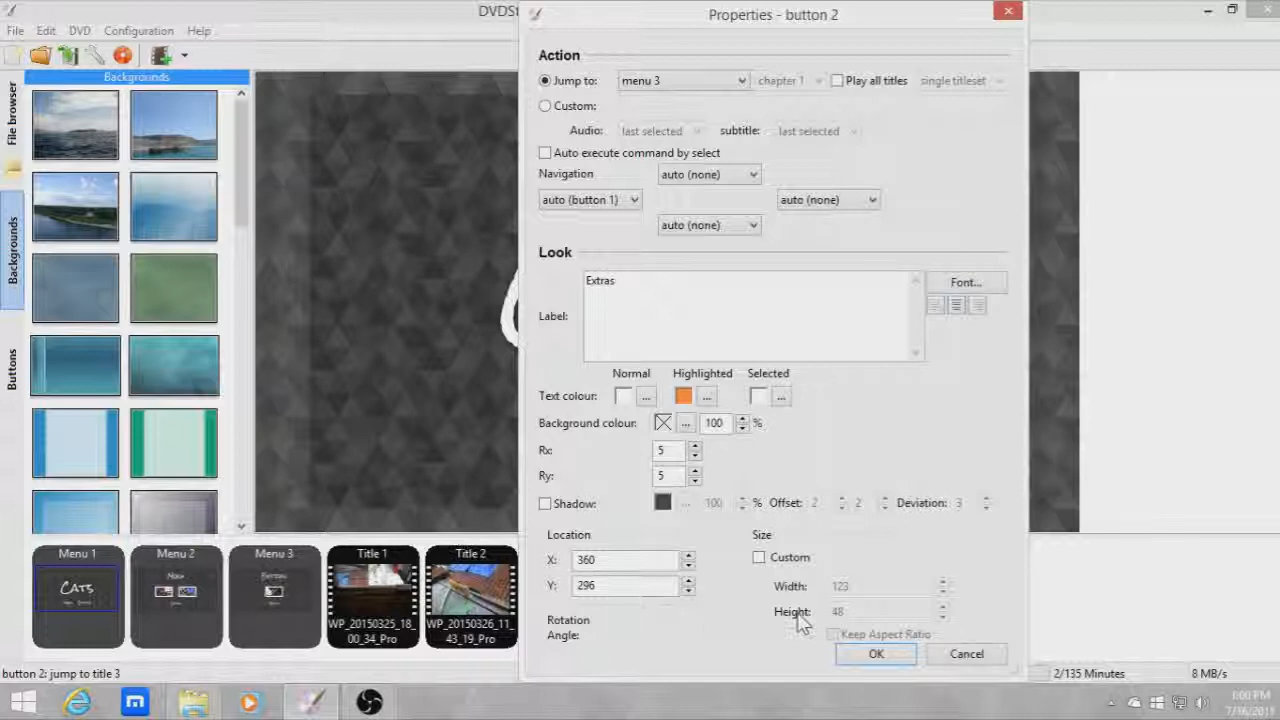 DVDSt
Properties - button 2
File Edit DVD Configuration Help
File browser
Backgrounds
Buttons
Backgrounds
Action
Jump to: menu 3 chapter 1 Play all titles single titleset
Custom:
Audio: last selected subtitle: last selected
Auto execute command by select
Navigation auto (none)
auto (button 1) auto (none)
auto (none)
Look
Label: Extras Font...
Normal Highlighted Selected
Text colour: ... ... ...
Background colour: ... 100 %
Rx: 5
Ry: 5
Shadow: ... 100 % Offset: 2 2 Deviation: 3
Location Size
X: 360 Custom
Y: 296 Width: 123
Height: 48
Rotation
Angle: Keep Aspect Ratio
OK Cancel
Menu 1 Menu 2 Menu 3 Title 1 Title 2
CATS
WP_20150325_18_00_34_Pro
WP_20150326_11_43_19_Pro
button 2: jump to title 3 2/135 Minutes 8 MB/s
1:00 PM